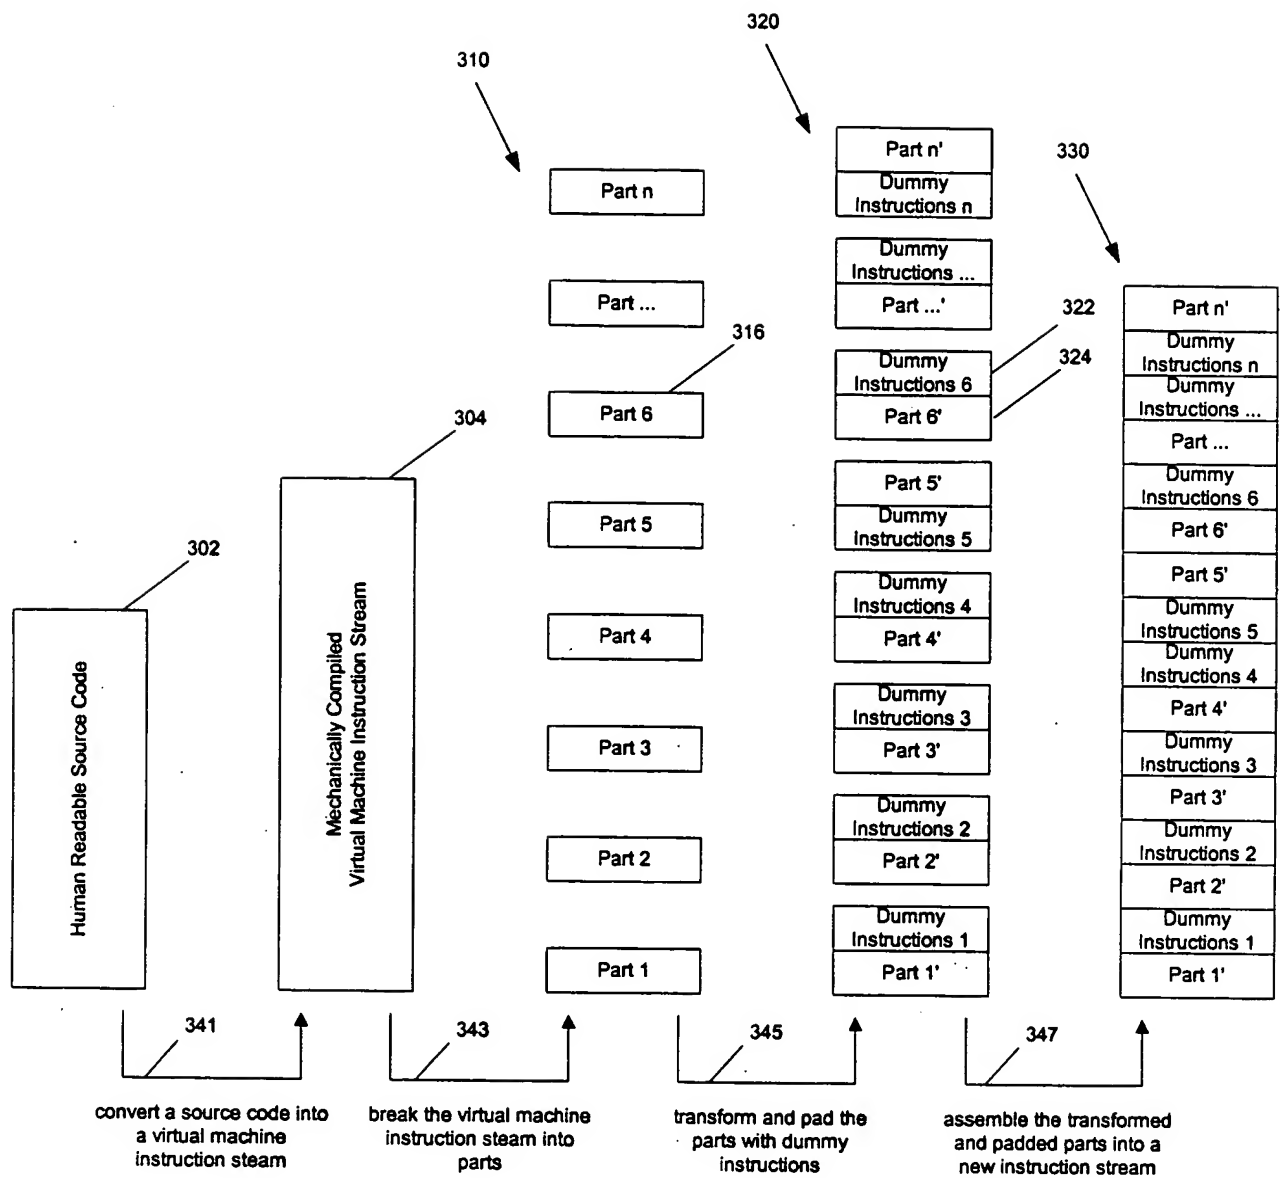 320
310
330
Part n'
Dummy
Instructions n
Part n
Dummy
Instructions ...
Part ...'
Part ...
322
324
316
Dummy
Instructions 6
Part 6'
Part 6
304
Part 5'
Dummy
Instructions 5
Part 5
302
Dummy
Instructions 4
Part 4'
Part 4
Dummy
Instructions 3
Part 3'
Part 3
Dummy
Instructions 2
Part 2'
Part 2
Dummy
Instructions 1
Part 1'
Part 1
Human Readable Source Code
Mechanically Compiled
Virtual Machine Instruction Stream
Part n'
Dummy
Instructions n
Dummy
Instructions ...
Part ...
Dummy
Instructions 6
Part 6'
Part 5'
Dummy
Instructions 5
Dummy
Instructions 4
Part 4'
Dummy
Instructions 3
Part 3'
Dummy
Instructions 2
Part 2'
Dummy
Instructions 1
Part 1'
341
343
345
347
convert a source code into
a virtual machine
instruction steam
break the virtual machine
instruction steam into
parts
transform and pad the
parts with dummy
instructions
assemble the transformed
and padded parts into a
new instruction stream